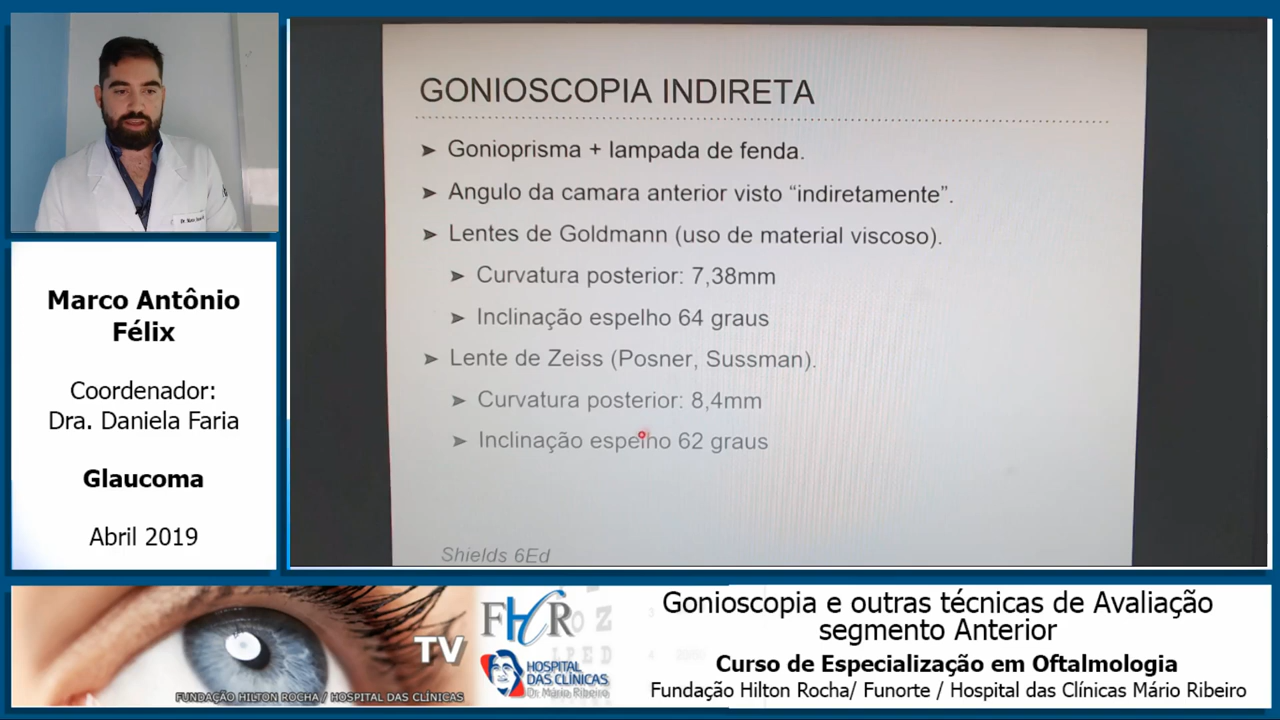 GONIOSCOPIA INDIRETA
➤ Gonioprisma + lampada de fenda.
➤ Angulo da camara anterior visto “indiretamente”.
➤ Lentes de Goldmann (uso de material viscoso).
➤ Curvatura posterior: 7,38mm
➤ Inclinação espelho 64 graus
➤ Lente de Zeiss (Posner, Sussman).
➤ Curvatura posterior: 8,4mm
➤ Inclinação espelho 62 graus
Shields 6Ed
Marco Antônio
Félix
Coordenador:
Dra. Daniela Faria
Glaucoma
Abril 2019
TV
FUNDAÇÃO HILTON ROCHA / HOSPITAL DAS CLÍNICAS
FHR
HOSPITAL
DAS CLÍNICAS
Dr. Mário Ribeiro
Gonioscopia e outras técnicas de Avaliação
segmento Anterior
Curso de Especialização em Oftalmologia
Fundação Hilton Rocha/ Funorte / Hospital das Clínicas Mário Ribeiro